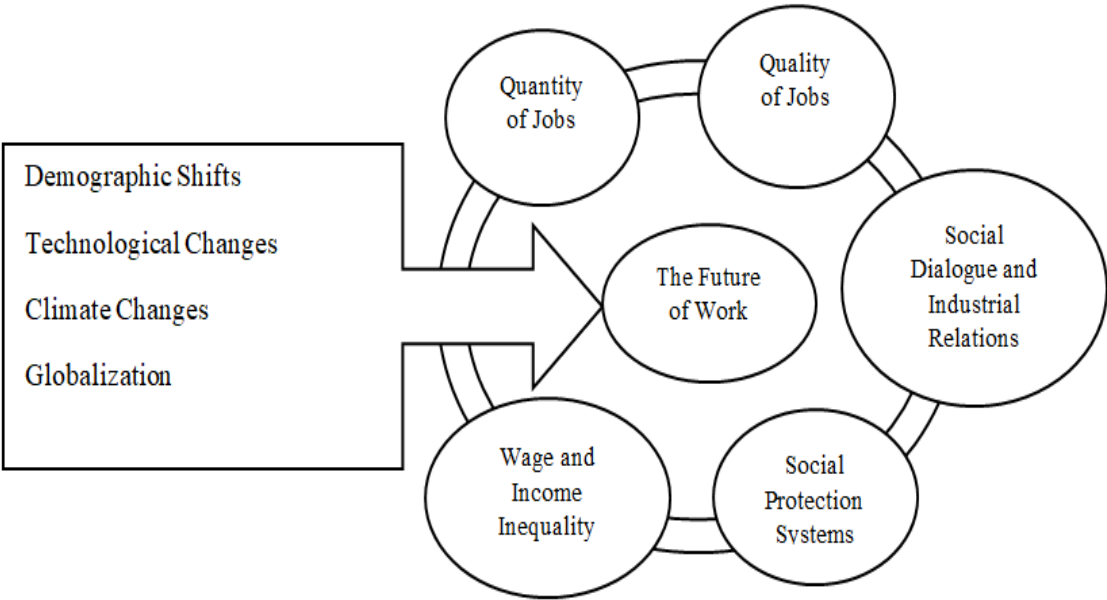 Demographic Shifts
Technological Changes
Climate Changes
Globalization
Quantity
of Jobs
Quality
of Jobs
Social
Dialogue and
Industrial
Relations
The Future
of Work
Wage and
Income
Inequality
Social
Protection
Systems